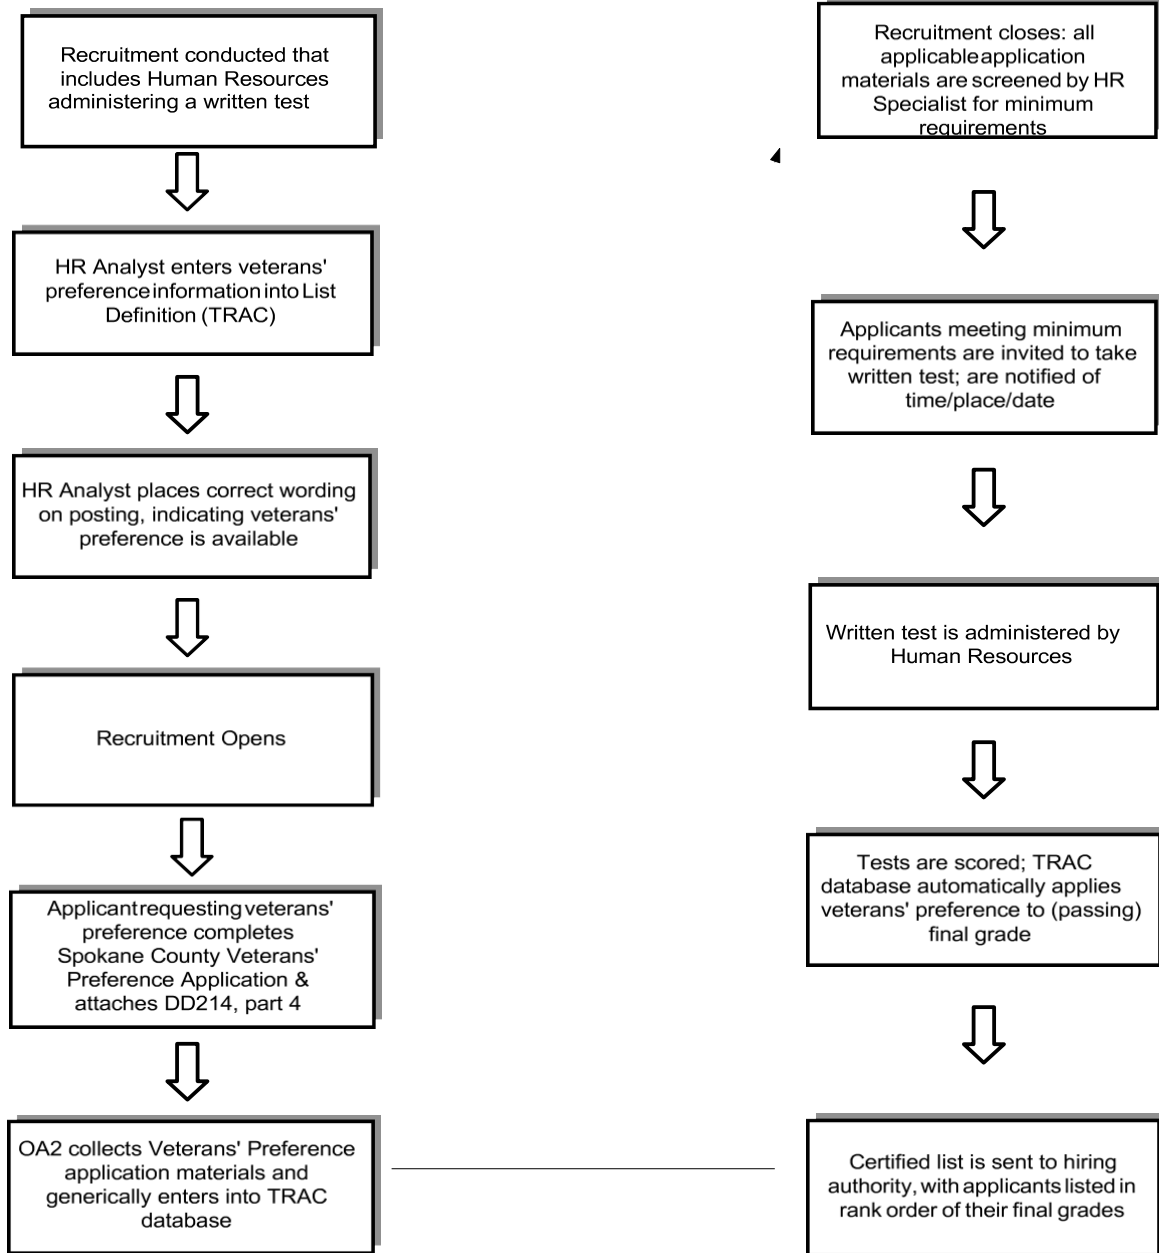 Recruitment conducted that
includes Human Resources
administering a written test
HR Analyst enters veterans'
preference information into List
Definition (TRAC)
HR Analyst places correct wording
on posting, indicating veterans'
preference is available
Recruitment Opens
Applicant requesting veterans'
preference completes
Spokane County Veterans'
Preference Application &
attaches DD214, part 4
OA2 collects Veterans' Preference
application materials and
generically enters into TRAC
database
Recruitment closes: all
applicable application
materials are screened by HR
Specialist for minimum
requirements
Applicants meeting minimum
requirements are invited to take
written test; are notified of
time/place/date
Written test is administered by
Human Resources
Tests are scored; TRAC
database automatically applies
veterans' preference to (passing)
final grade
Certified list is sent to hiring
authority, with applicants listed in
rank order of their final grades